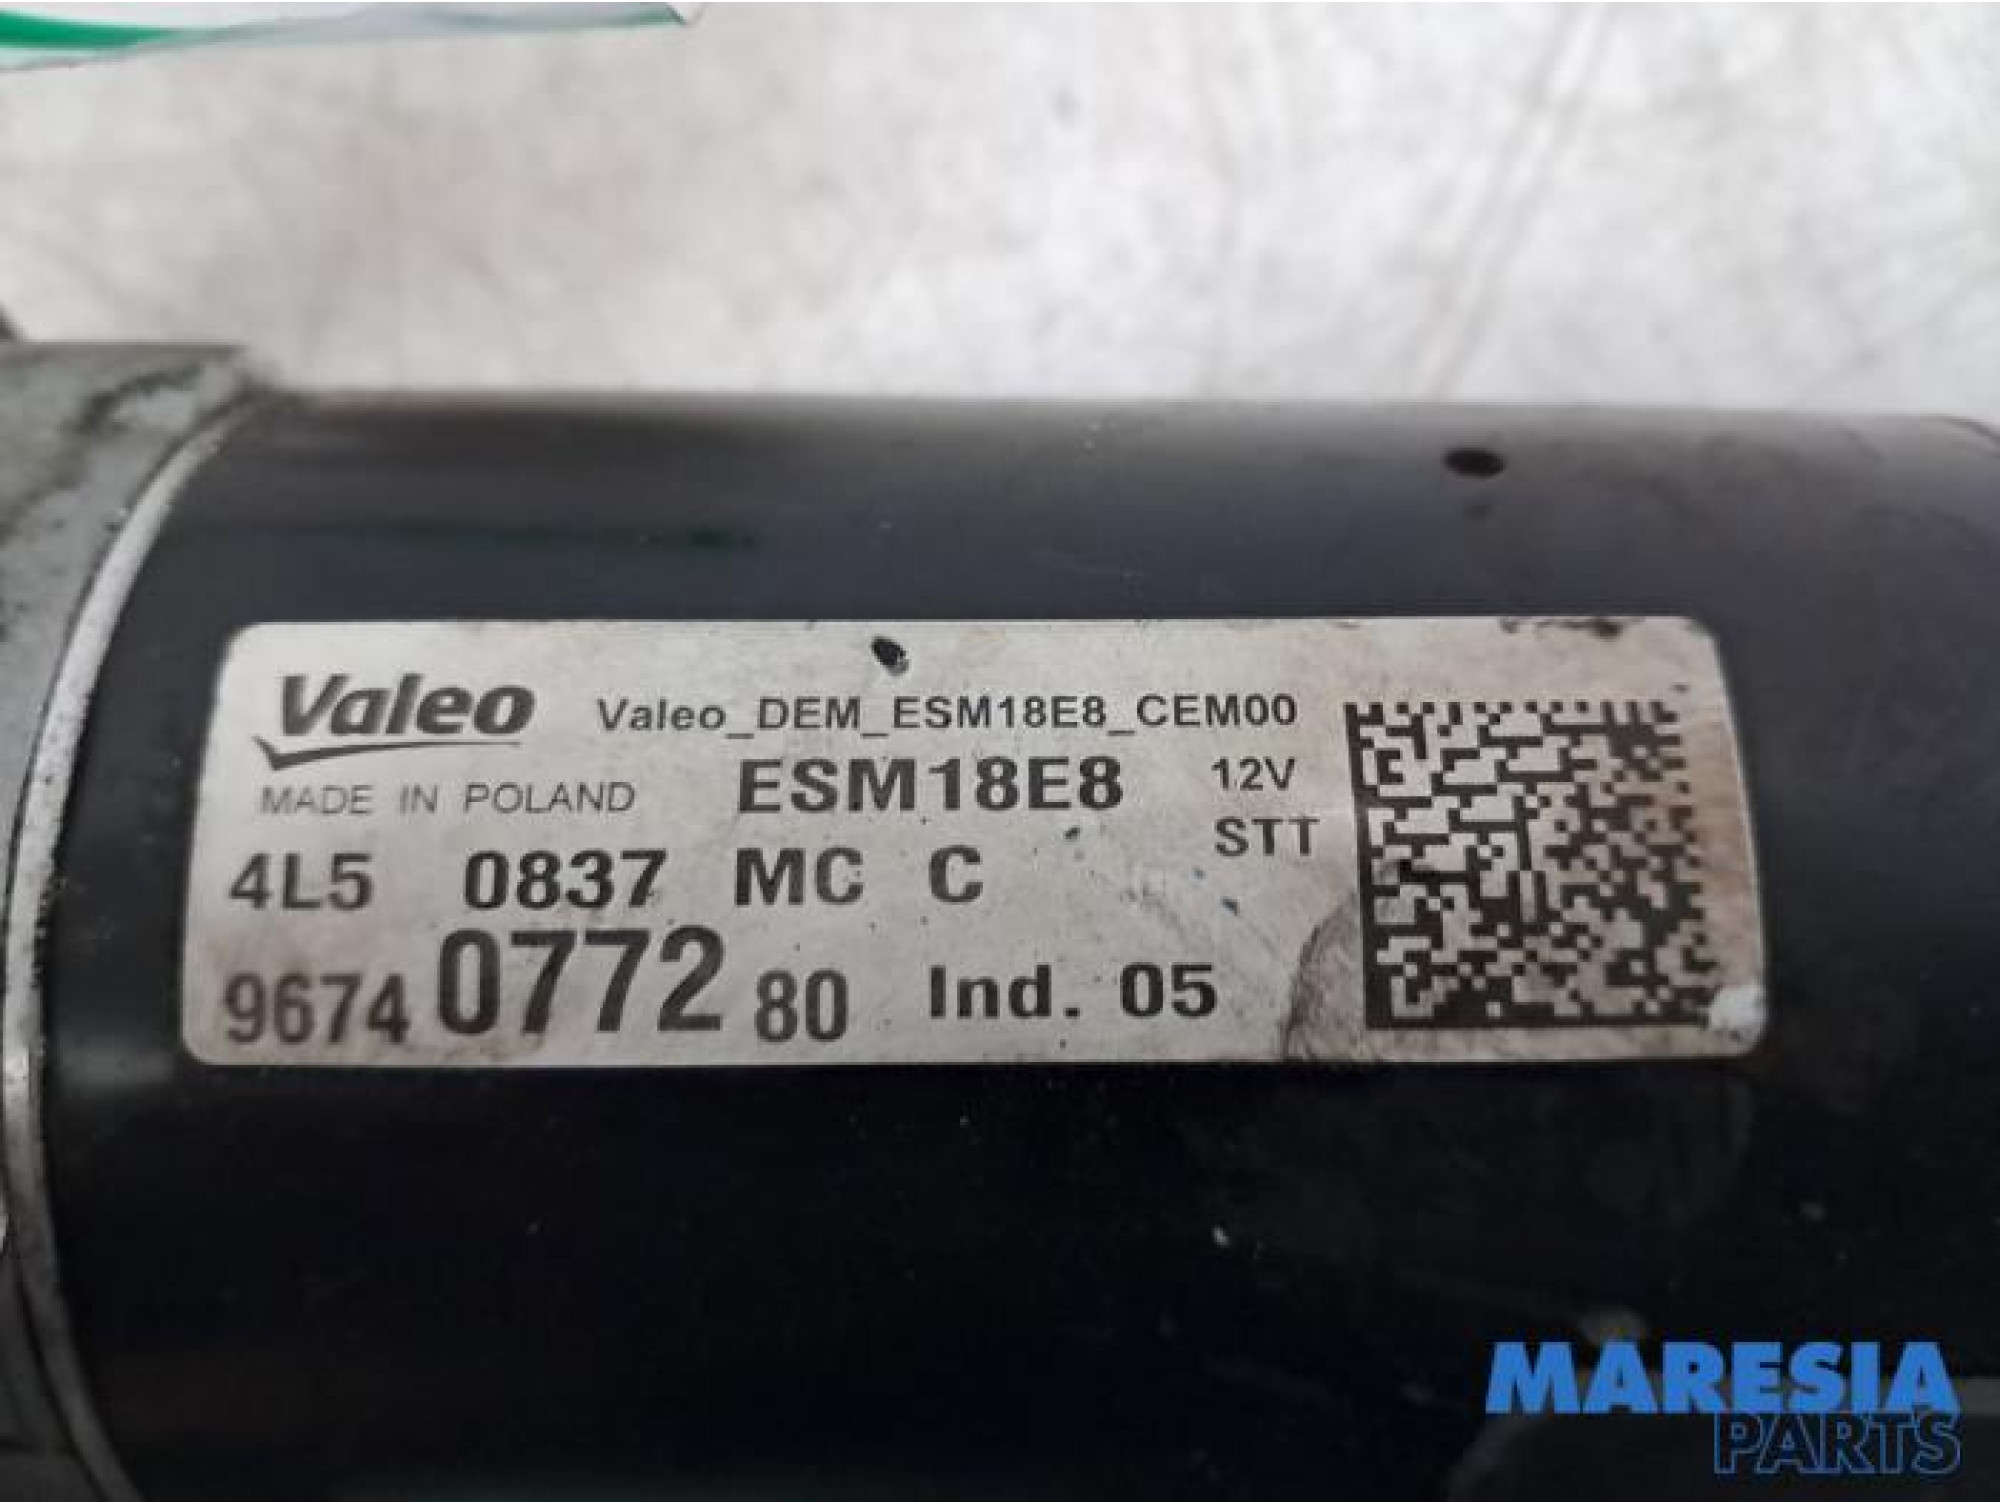 Valeo Valeo_DEM_ESM18E8_CEM00
MADE IN POLAND ESM18E8 12V
STT
4L5 0837 MC C
9674 0772 80 Ind. 05
MARESIA
PARTS